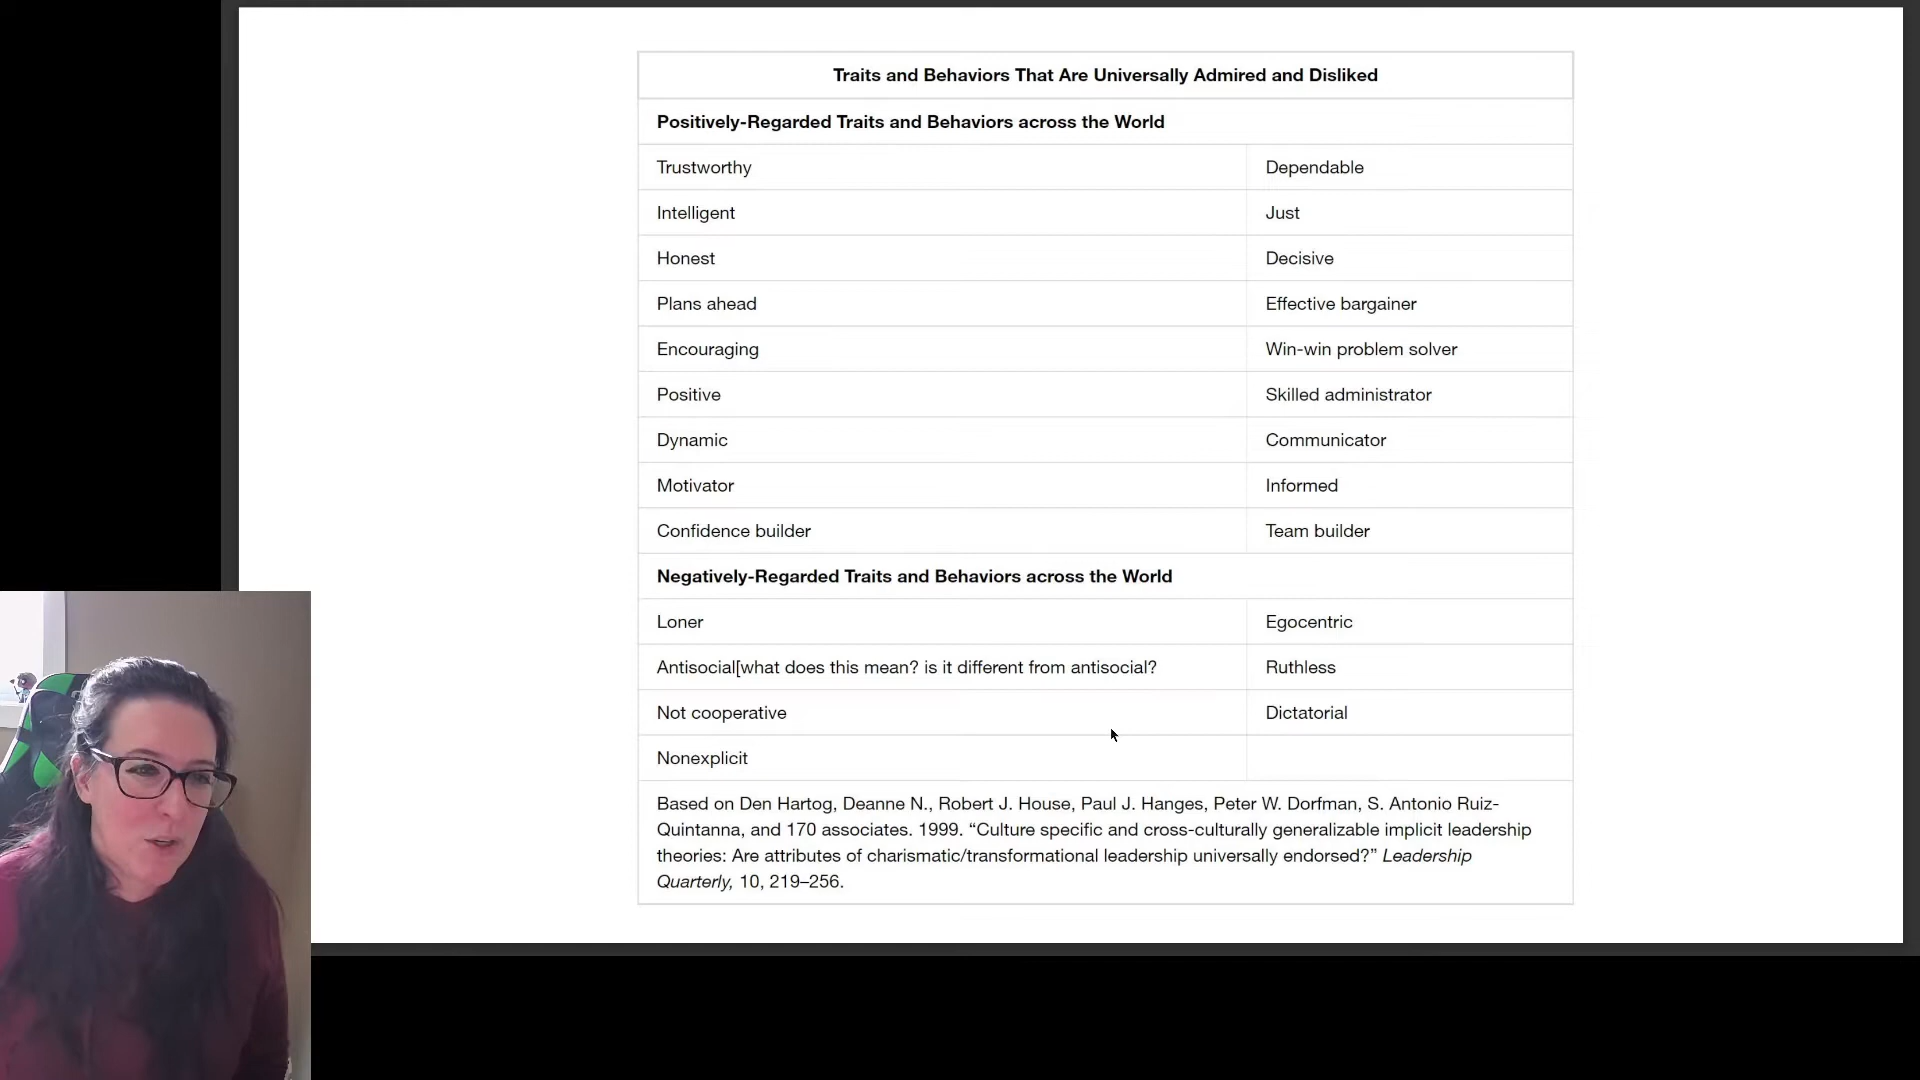 Traits and Behaviors That Are Universally Admired and Disliked
Positively-Regarded Traits and Behaviors across the World
Trustworthy
Dependable
Intelligent
Just
Honest
Decisive
Plans ahead
Effective bargainer
Encouraging
Win-win problem solver
Positive
Skilled administrator
Dynamic
Communicator
Motivator
Informed
Confidence builder
Team builder
Negatively-Regarded Traits and Behaviors across the World
Loner
Egocentric
Antisocial[what does this mean? is it different from antisocial?
Ruthless
Not cooperative
Dictatorial
Nonexplicit
Based on Den Hartog, Deanne N., Robert J. House, Paul J. Hanges, Peter W. Dorfman, S. Antonio Ruiz-
Quintanna, and 170 associates. 1999. “Culture specific and cross-culturally generalizable implicit leadership
theories: Are attributes of charismatic/transformational leadership universally endorsed?” Leadership
Quarterly, 10, 219–256.